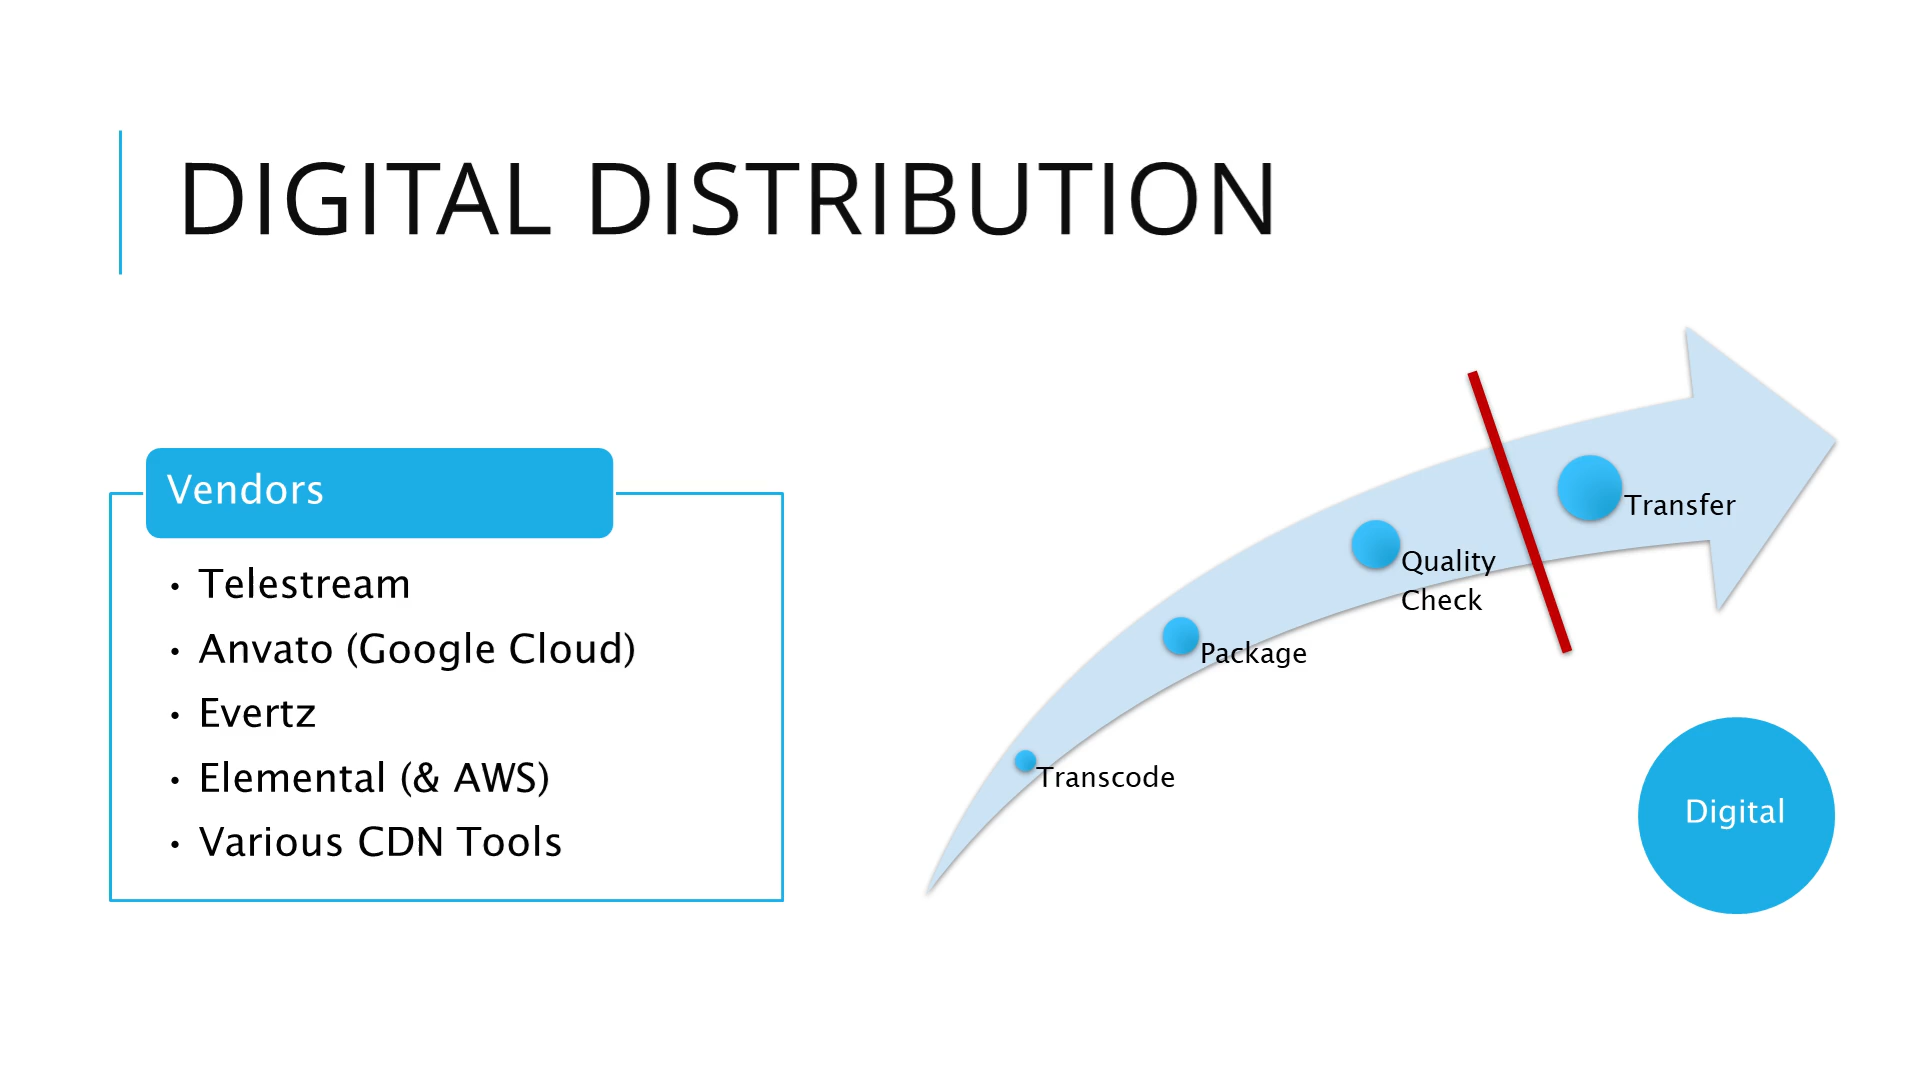 DIGITAL DISTRIBUTION
Vendors
• Telestream
• Anvato (Google Cloud)
• Evertz
• Elemental (& AWS)
• Various CDN Tools
Transcode
Package
Quality
Check
Transfer
Digital